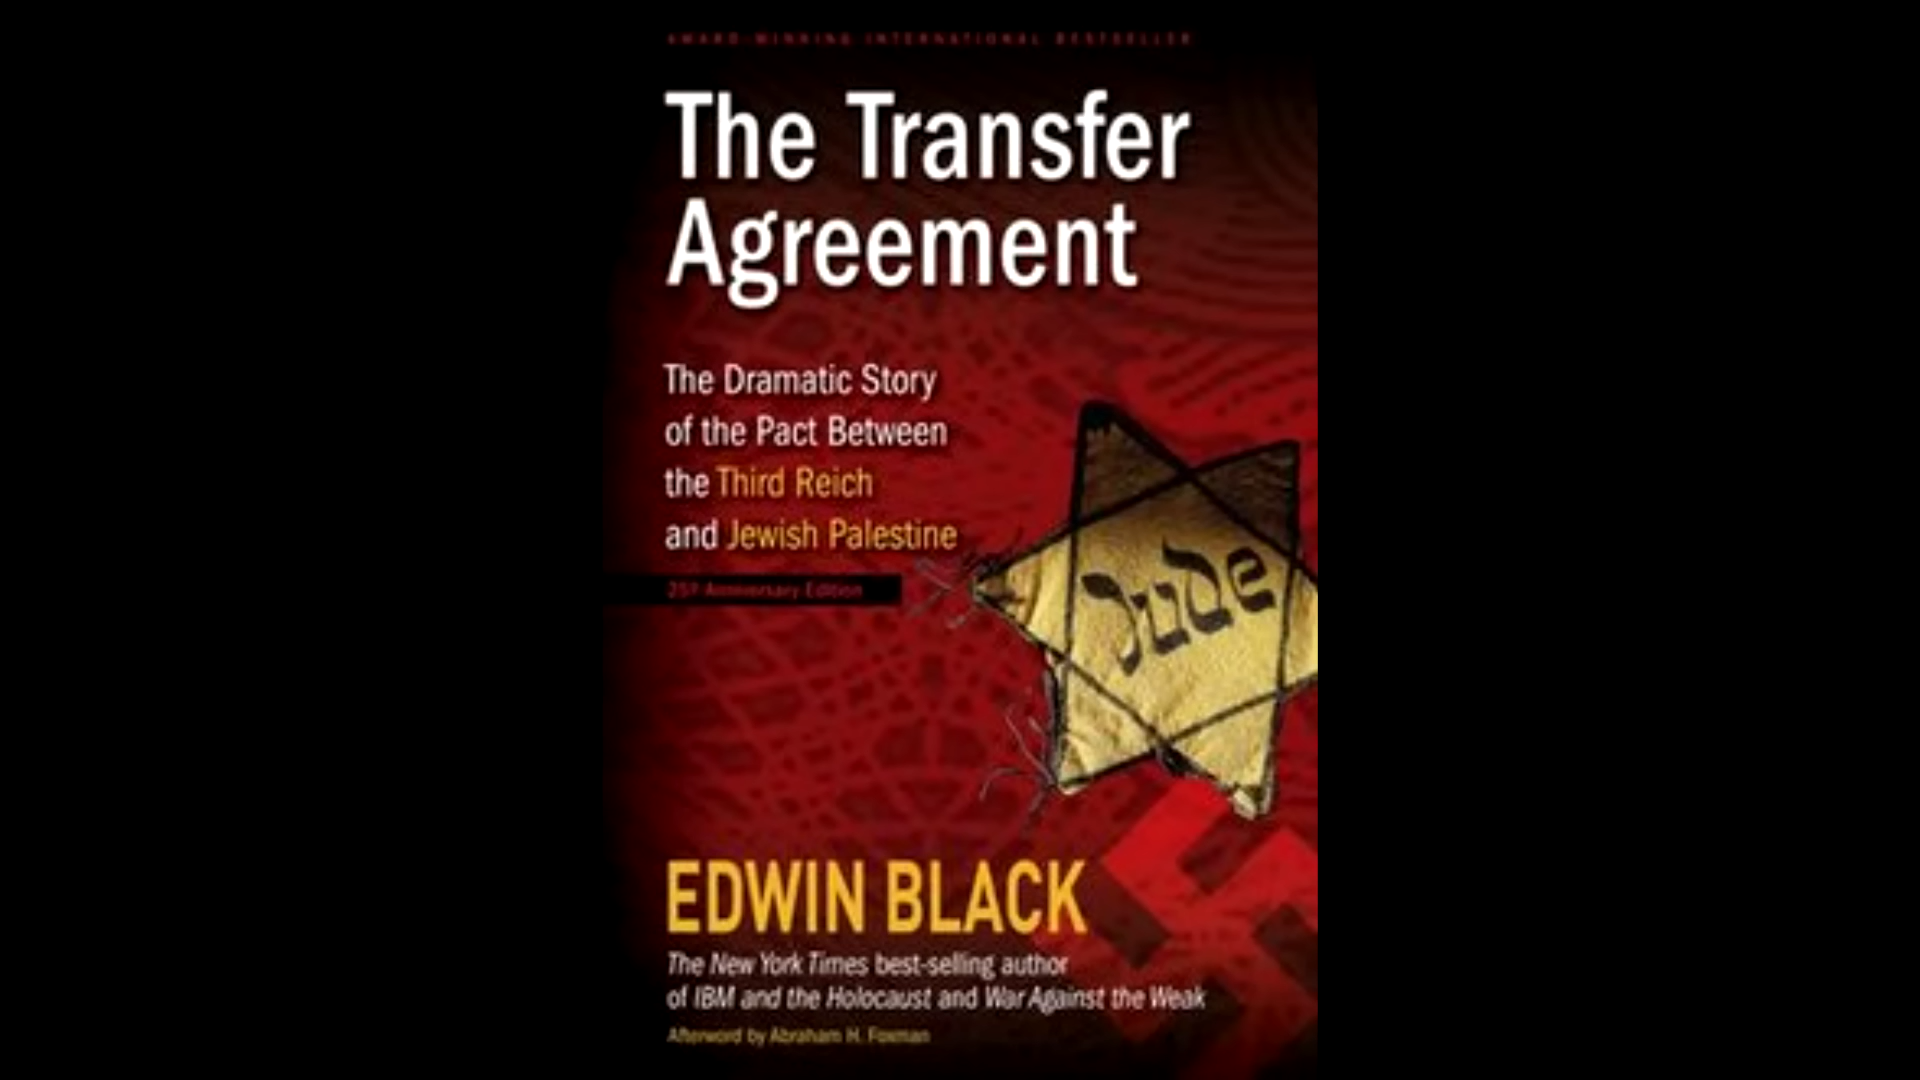 AWARD-WINNING INTERNATIONAL BESTSELLER
The Transfer
Agreement
The Dramatic Story
of the Pact Between
the Third Reich
and Jewish Palestine
25th Anniversary Edition
Jude
EDWIN BLACK
The New York Times best-selling author
of IBM and the Holocaust and War Against the Weak
Afterword by Abraham H. Foxman